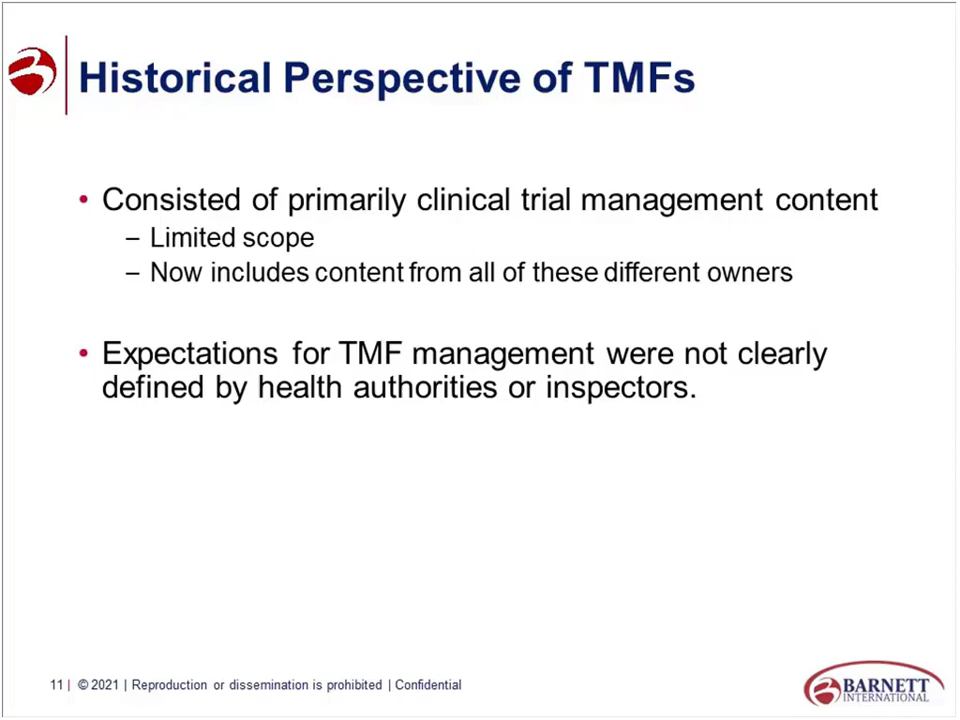 Historical Perspective of TMFs
• Consisted of primarily clinical trial management content
– Limited scope
– Now includes content from all of these different owners
• Expectations for TMF management were not clearly
defined by health authorities or inspectors.
11 | © 2021 | Reproduction or dissemination is prohibited | Confidential
BARNETT
INTERNATIONAL